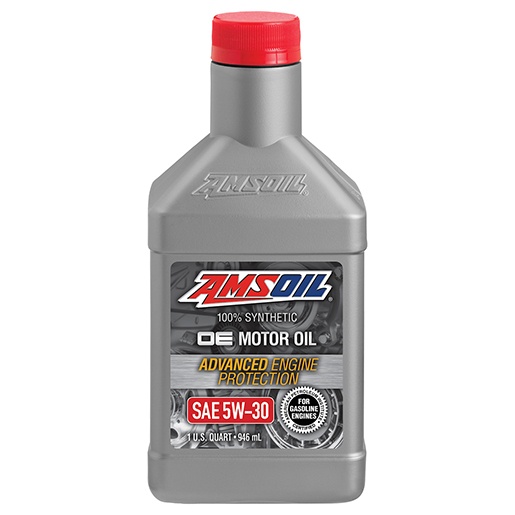 AMSOIL®
AMSOIL®
100% SYNTHETIC
OE MOTOR OIL
ADVANCED ENGINE
PROTECTION
SAE 5W-30
FOR
GASOLINE
ENGINES
1 U.S. QUART • 946 mL